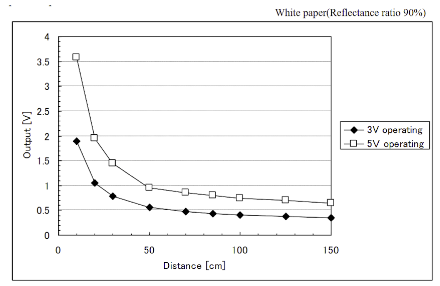 White paper(Reflectance ratio 90%)
4
3.5
3
2.5
2
1.5
1
0.5
0
Output [V]
0
50
100
150
Distance [cm]
3V operating
5V operating